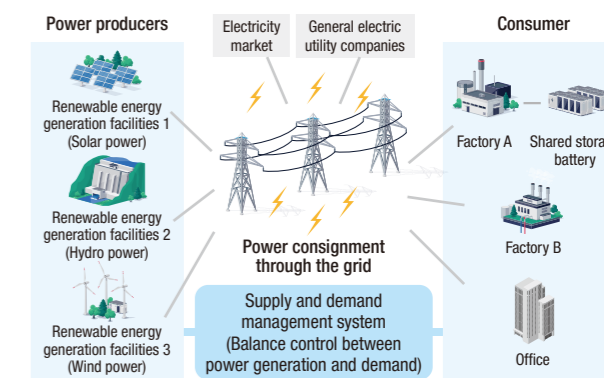 Power producers
Electricity
market
General electric
utility companies
Consumer
Renewable energy
generation facilities 1
(Solar power)
Renewable energy
generation facilities 2
(Hydro power)
Renewable energy
generation facilities 3
(Wind power)
Power consignment
through the grid
Supply and demand
management system
(Balance control between
power generation and demand)
Factory A
Shared
battery
Factory B
Office